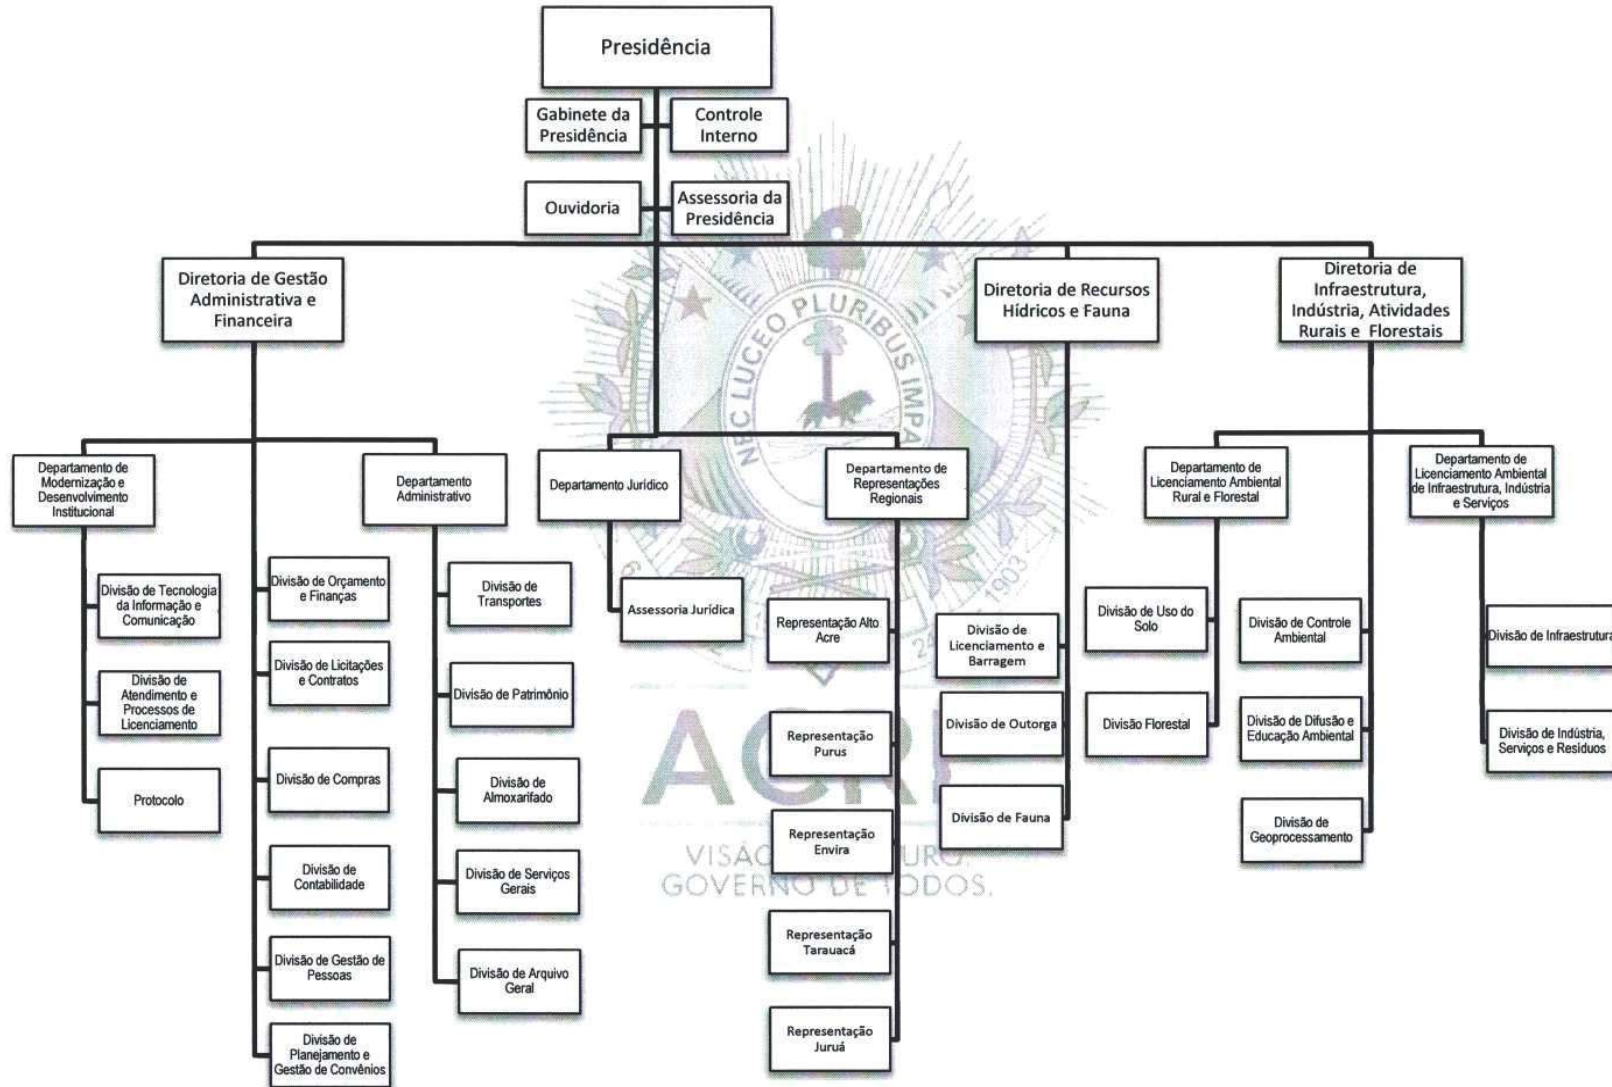 Presidência
Gabinete da
Presidência
Controle
Interno
Ouvidoria
Assessoria da
Presidência
Diretoria de Gestão
Administrativa e
Financeira
Diretoria de Recursos
Hídricos e Fauna
Diretoria de
Infraestrutura,
Indústria, Atividades
Rurais e Florestais
Departamento de
Modernização e
Desenvolvimento
Institucional
Departamento
Administrativo
Departamento Jurídico
Departamento de
Representações
Regionais
Departamento de
Licenciamento Ambiental
Rural e Florestal
Departamento de
Licenciamento Ambiental
de Infraestrutura, Indústria
e Serviços
Divisão de Tecnologia
da Informação e
Comunicação
Divisão de
Atendimento e
Processos de
Licenciamento
Protocolo
Divisão de Orçamento
e Finanças
Divisão de Licitações
e Contratos
Divisão de Compras
Divisão de
Contabilidade
Divisão de Gestão de
Pessoas
Divisão de
Planejamento e
Gestão de Convênios
Divisão de
Transportes
Divisão de Patrimônio
Divisão de
Almoxarifado
Divisão de Serviços
Gerais
Divisão de Arquivo
Geral
Assessoria Jurídica
Representação Alto
Acre
Representação
Purus
Representação
Envira
Representação
Tarauacá
Representação
Juruá
Divisão de
Licenciamento e
Barragem
Divisão de Outorga
Divisão de Fauna
Divisão de Uso do
Solo
Divisão Florestal
Divisão de Controle
Ambiental
Divisão de Difusão e
Educação Ambiental
Divisão de
Geoprocessamento
Divisão de Infraestrutura
Divisão de Indústria,
Serviços e Resíduos
NEC LUCEO PLURIBUS IMPA
1903
GOVERNO DE TODOS.